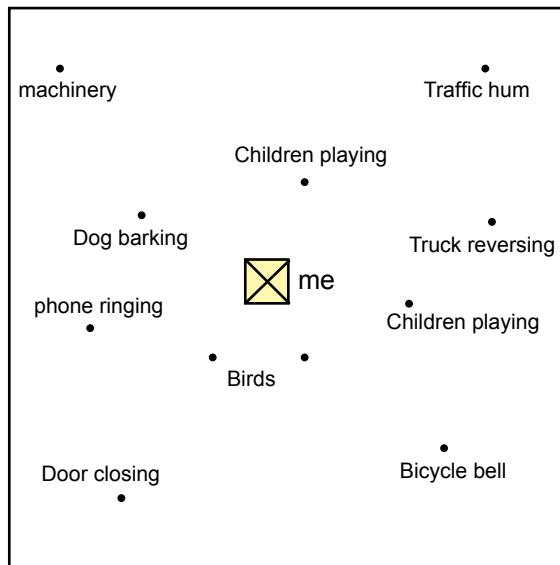 machinery
Traffic hum
Children playing
Dog barking
Truck reversing
me
phone ringing
Children playing
Birds
Door closing
Bicycle bell